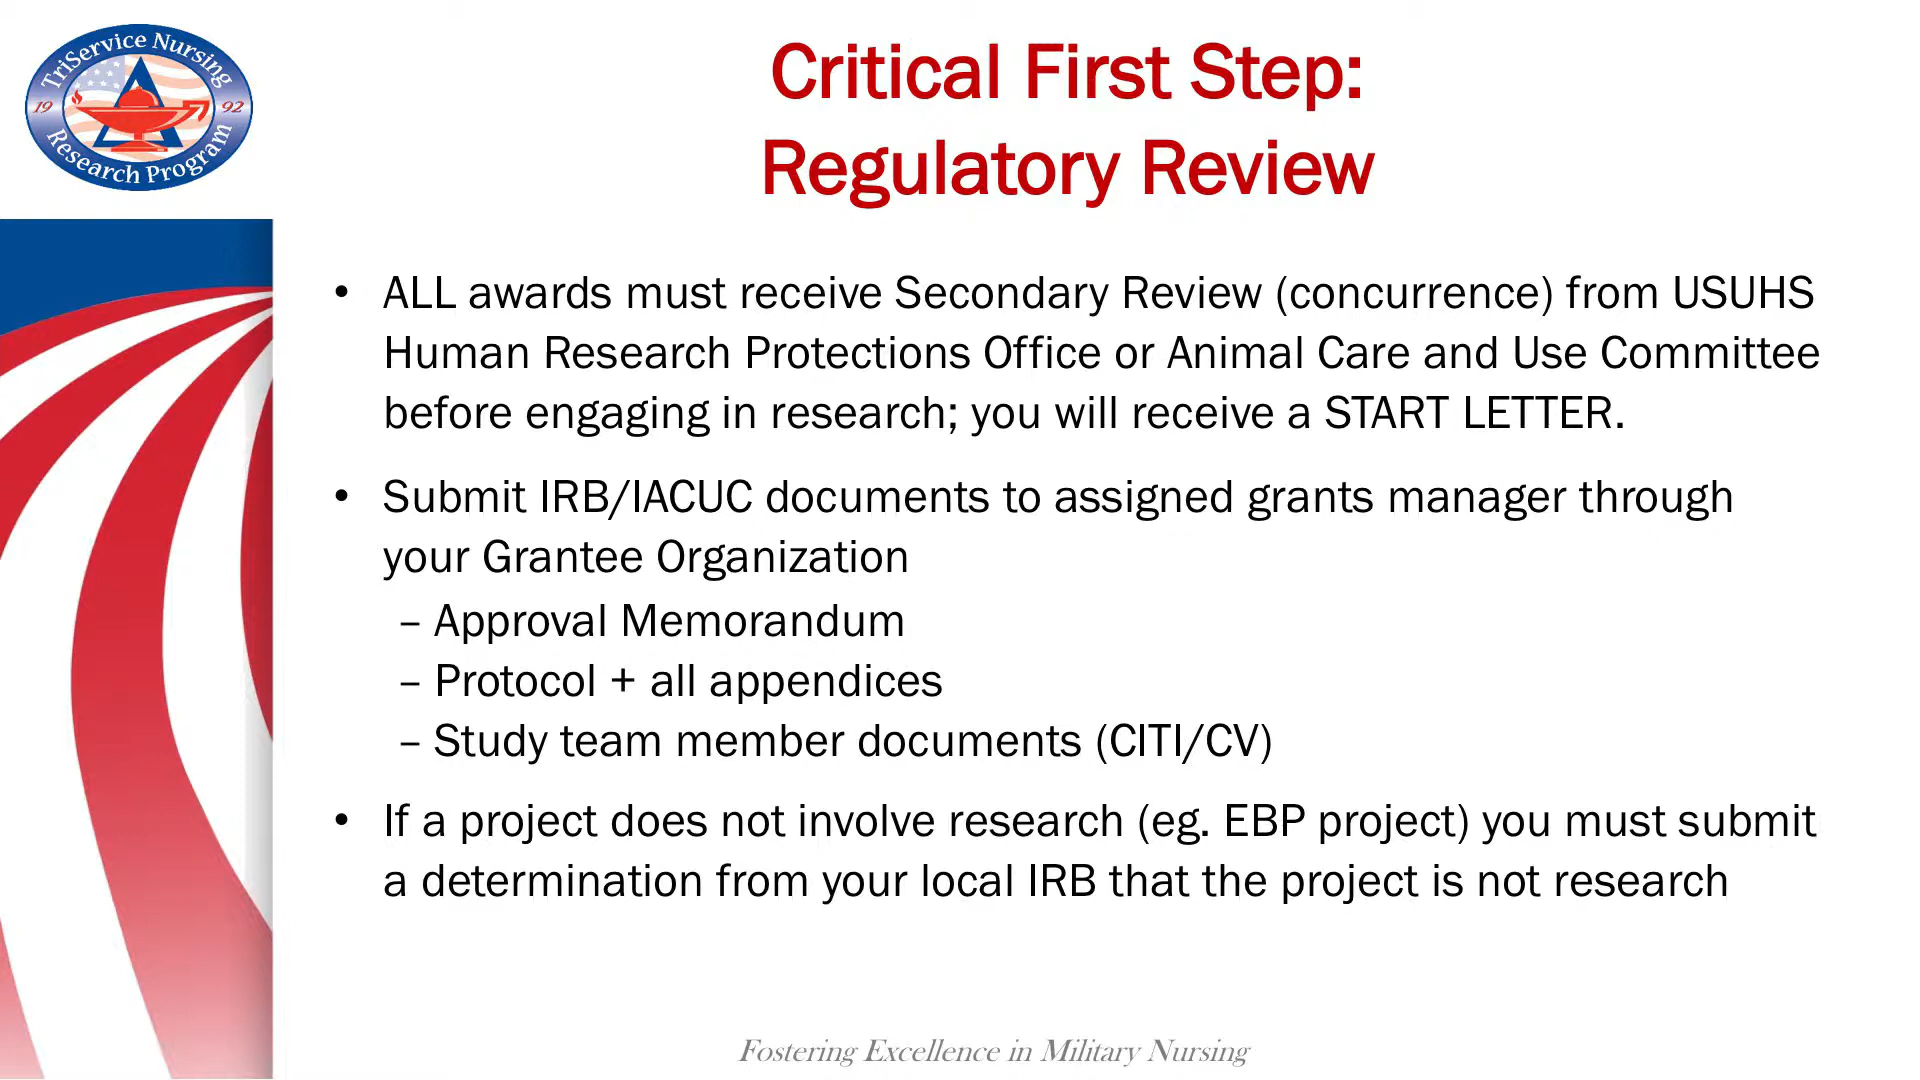 TriService Nursing
19 92
Research Program
Critical First Step:
Regulatory Review
• ALL awards must receive Secondary Review (concurrence) from USUHS
Human Research Protections Office or Animal Care and Use Committee
before engaging in research; you will receive a START LETTER.
• Submit IRB/IACUC documents to assigned grants manager through
your Grantee Organization
– Approval Memorandum
– Protocol + all appendices
– Study team member documents (CITI/CV)
• If a project does not involve research (eg. EBP project) you must submit
a determination from your local IRB that the project is not research
Fostering Excellence in Military Nursing